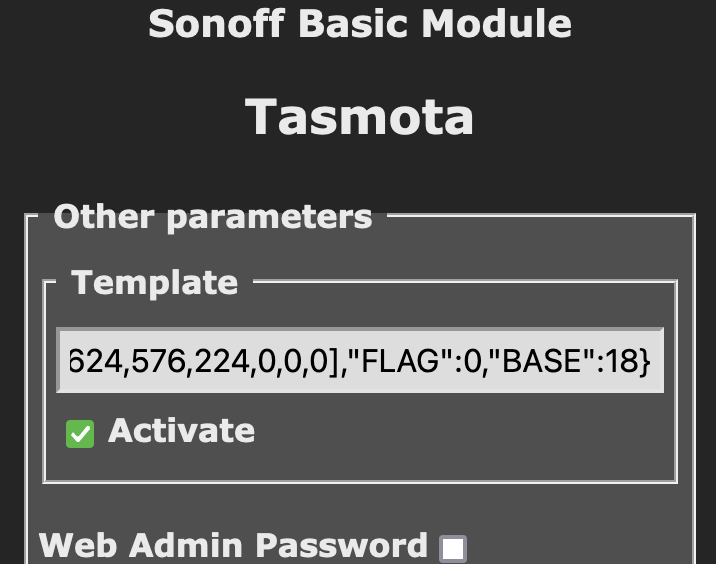 Sonoff Basic Module
Tasmota
Other parameters
Template
624,576,224,0,0,0],"FLAG":0,"BASE":18}
Activate
Web Admin Password